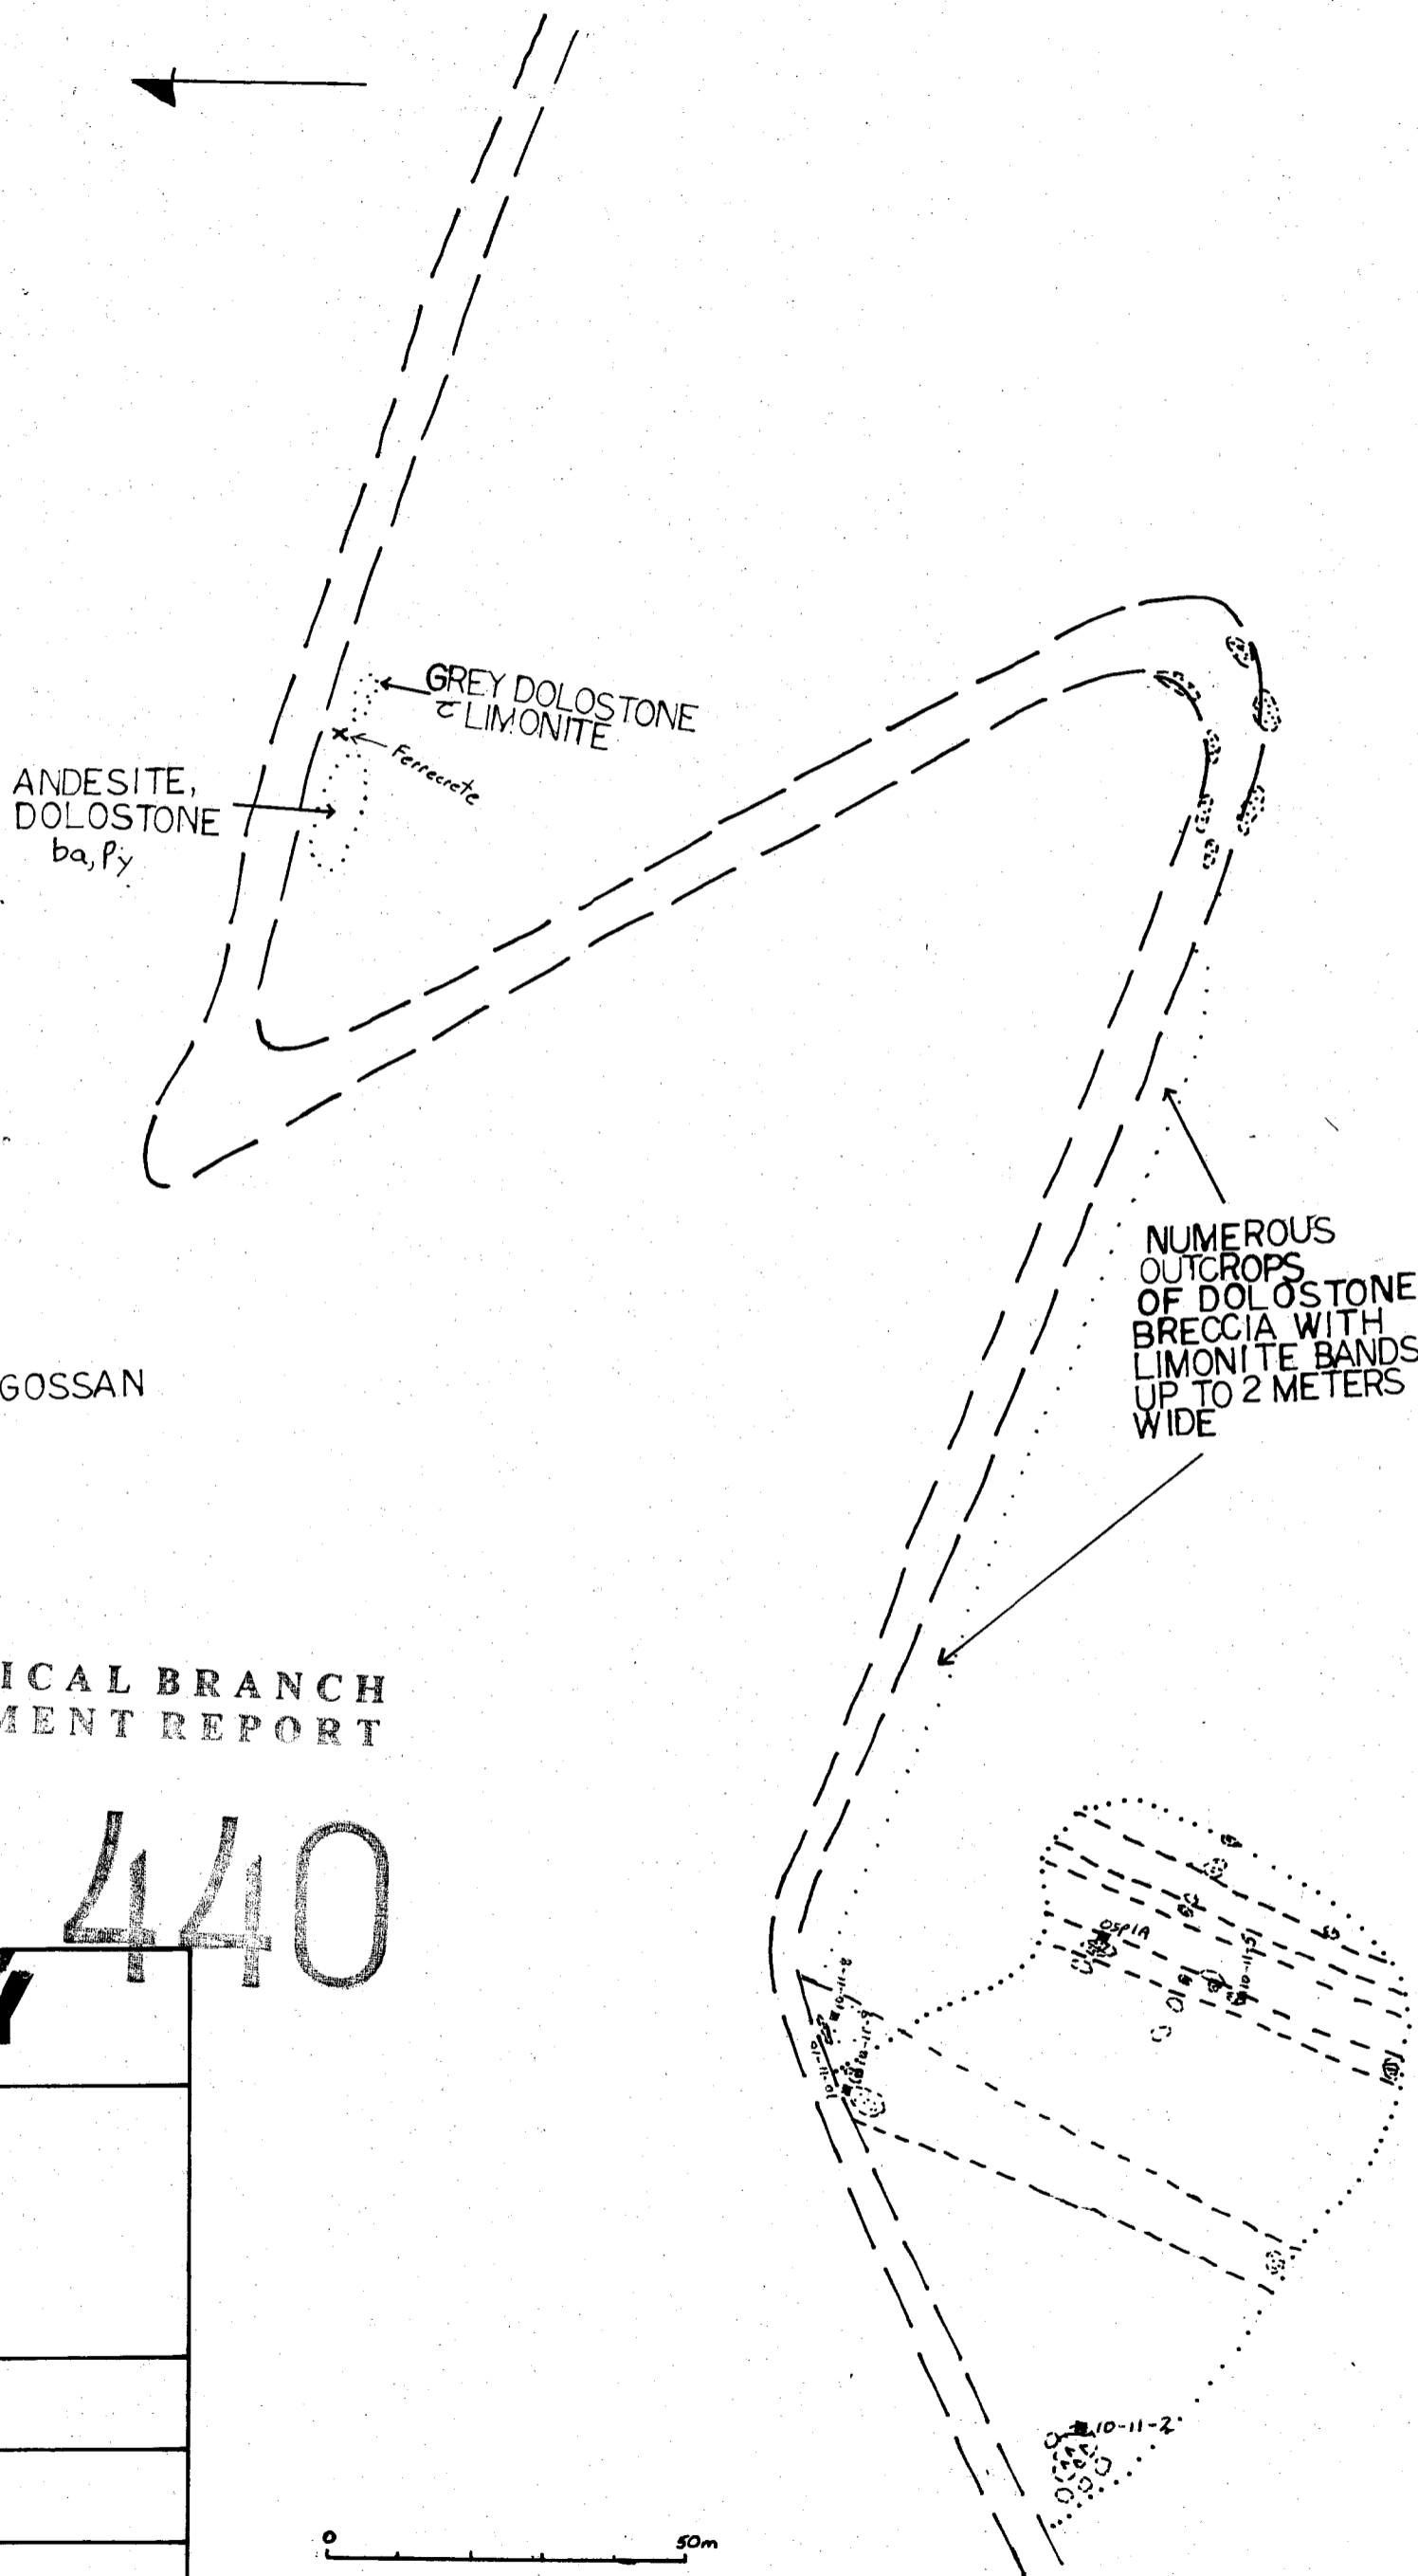 GREY DOLOSTONE
c̄ LIMONITE
Ferrecrete
ANDESITE,
DOLOSTONE
ba, Py
NUMEROUS
OUTCROPS
OF DOLOSTONE
BRECCIA WITH
LIMONITE BANDS
UP TO 2 METERS
WIDE
GOSSAN
ICAL BRANCH
MENT REPORT
440
Y
OSP1A
10-11-2
0 50m